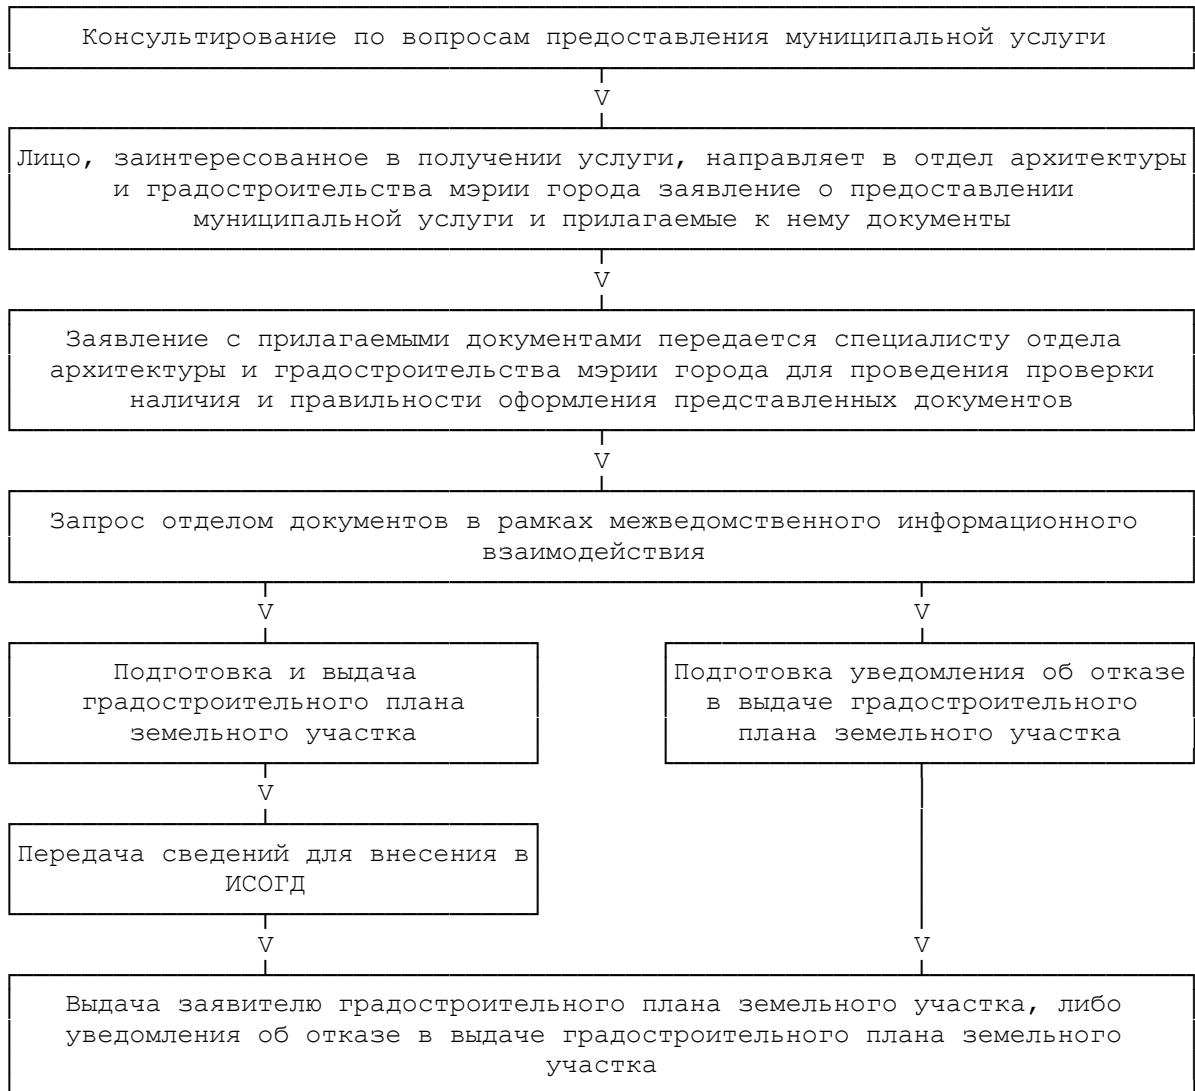 Консультирование по вопросам предоставления муниципальной услуги
V
Лицо, заинтересованное в получении услуги, направляет в отдел архитектуры
и градостроительства мэрии города заявление о предоставлении
муниципальной услуги и прилагаемые к нему документы
V
Заявление с прилагаемыми документами передается специалисту отдела
архитектуры и градостроительства мэрии города для проведения проверки
наличия и правильности оформления представленных документов
V
Запрос отделом документов в рамках межведомственного информационного
взаимодействия
V V
Подготовка и выдача
градостроительного плана
земельного участка
Подготовка уведомления об отказе
в выдаче градостроительного
плана земельного участка
V
Передача сведений для внесения в
ИСОГД
V V
Выдача заявителю градостроительного плана земельного участка, либо
уведомления об отказе в выдаче градостроительного плана земельного
участка